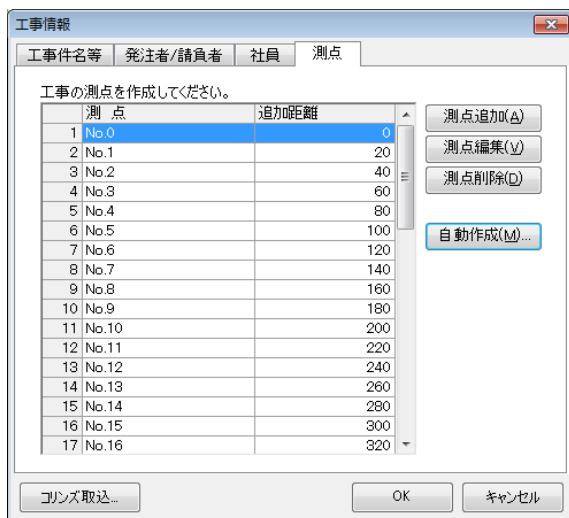 工事情報
工事件名等 発注者/請負者 社員 測点
工事の測点を作成してください。
測 点 追加距離
1 No.0 0
2 No.1 20
3 No.2 40
4 No.3 60
5 No.4 80
6 No.5 100
7 No.6 120
8 No.7 140
9 No.8 160
10 No.9 180
11 No.10 200
12 No.11 220
13 No.12 240
14 No.13 260
15 No.14 280
16 No.15 300
17 No.16 320
測点追加(A)
測点編集(V)
測点削除(D)
自動作成(M)...
コリンズ取込... OK キャンセル